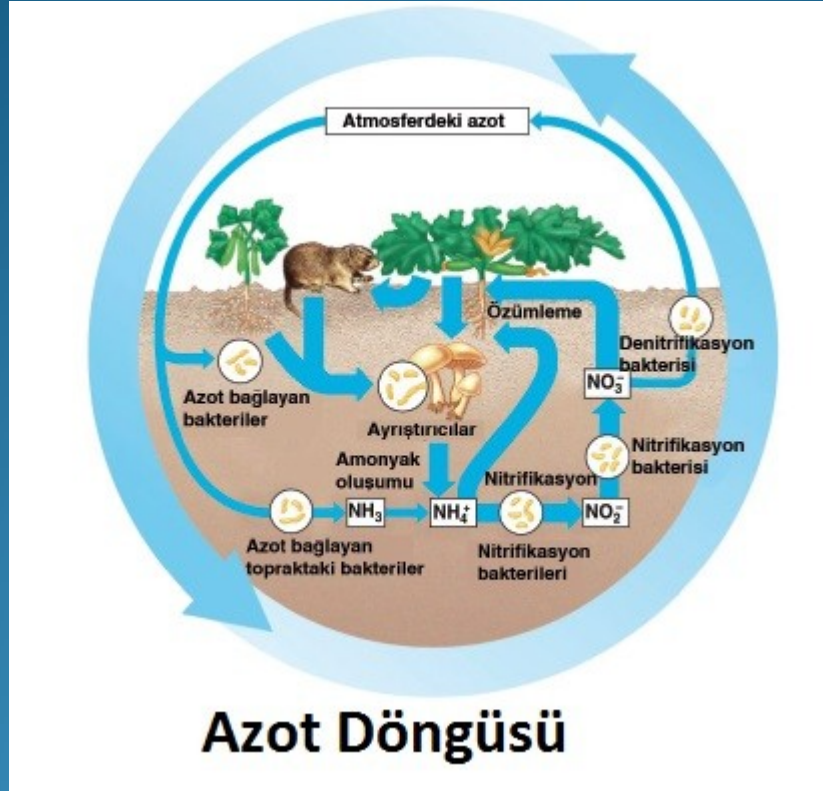 Atmosferdeki azot
Özümleme
Denitrifikasyon
bakterisi
Azot bağlayan
bakteriler
NO₃⁻
Ayrıştırıcılar
Nitrifikasyon
bakterisi
Amonyak
oluşumu
Nitrifikasyon
NH₃
NH₄⁺
NO₂⁻
Azot bağlayan
topraktaki bakteriler
Nitrifikasyon
bakterileri
Azot Döngüsü